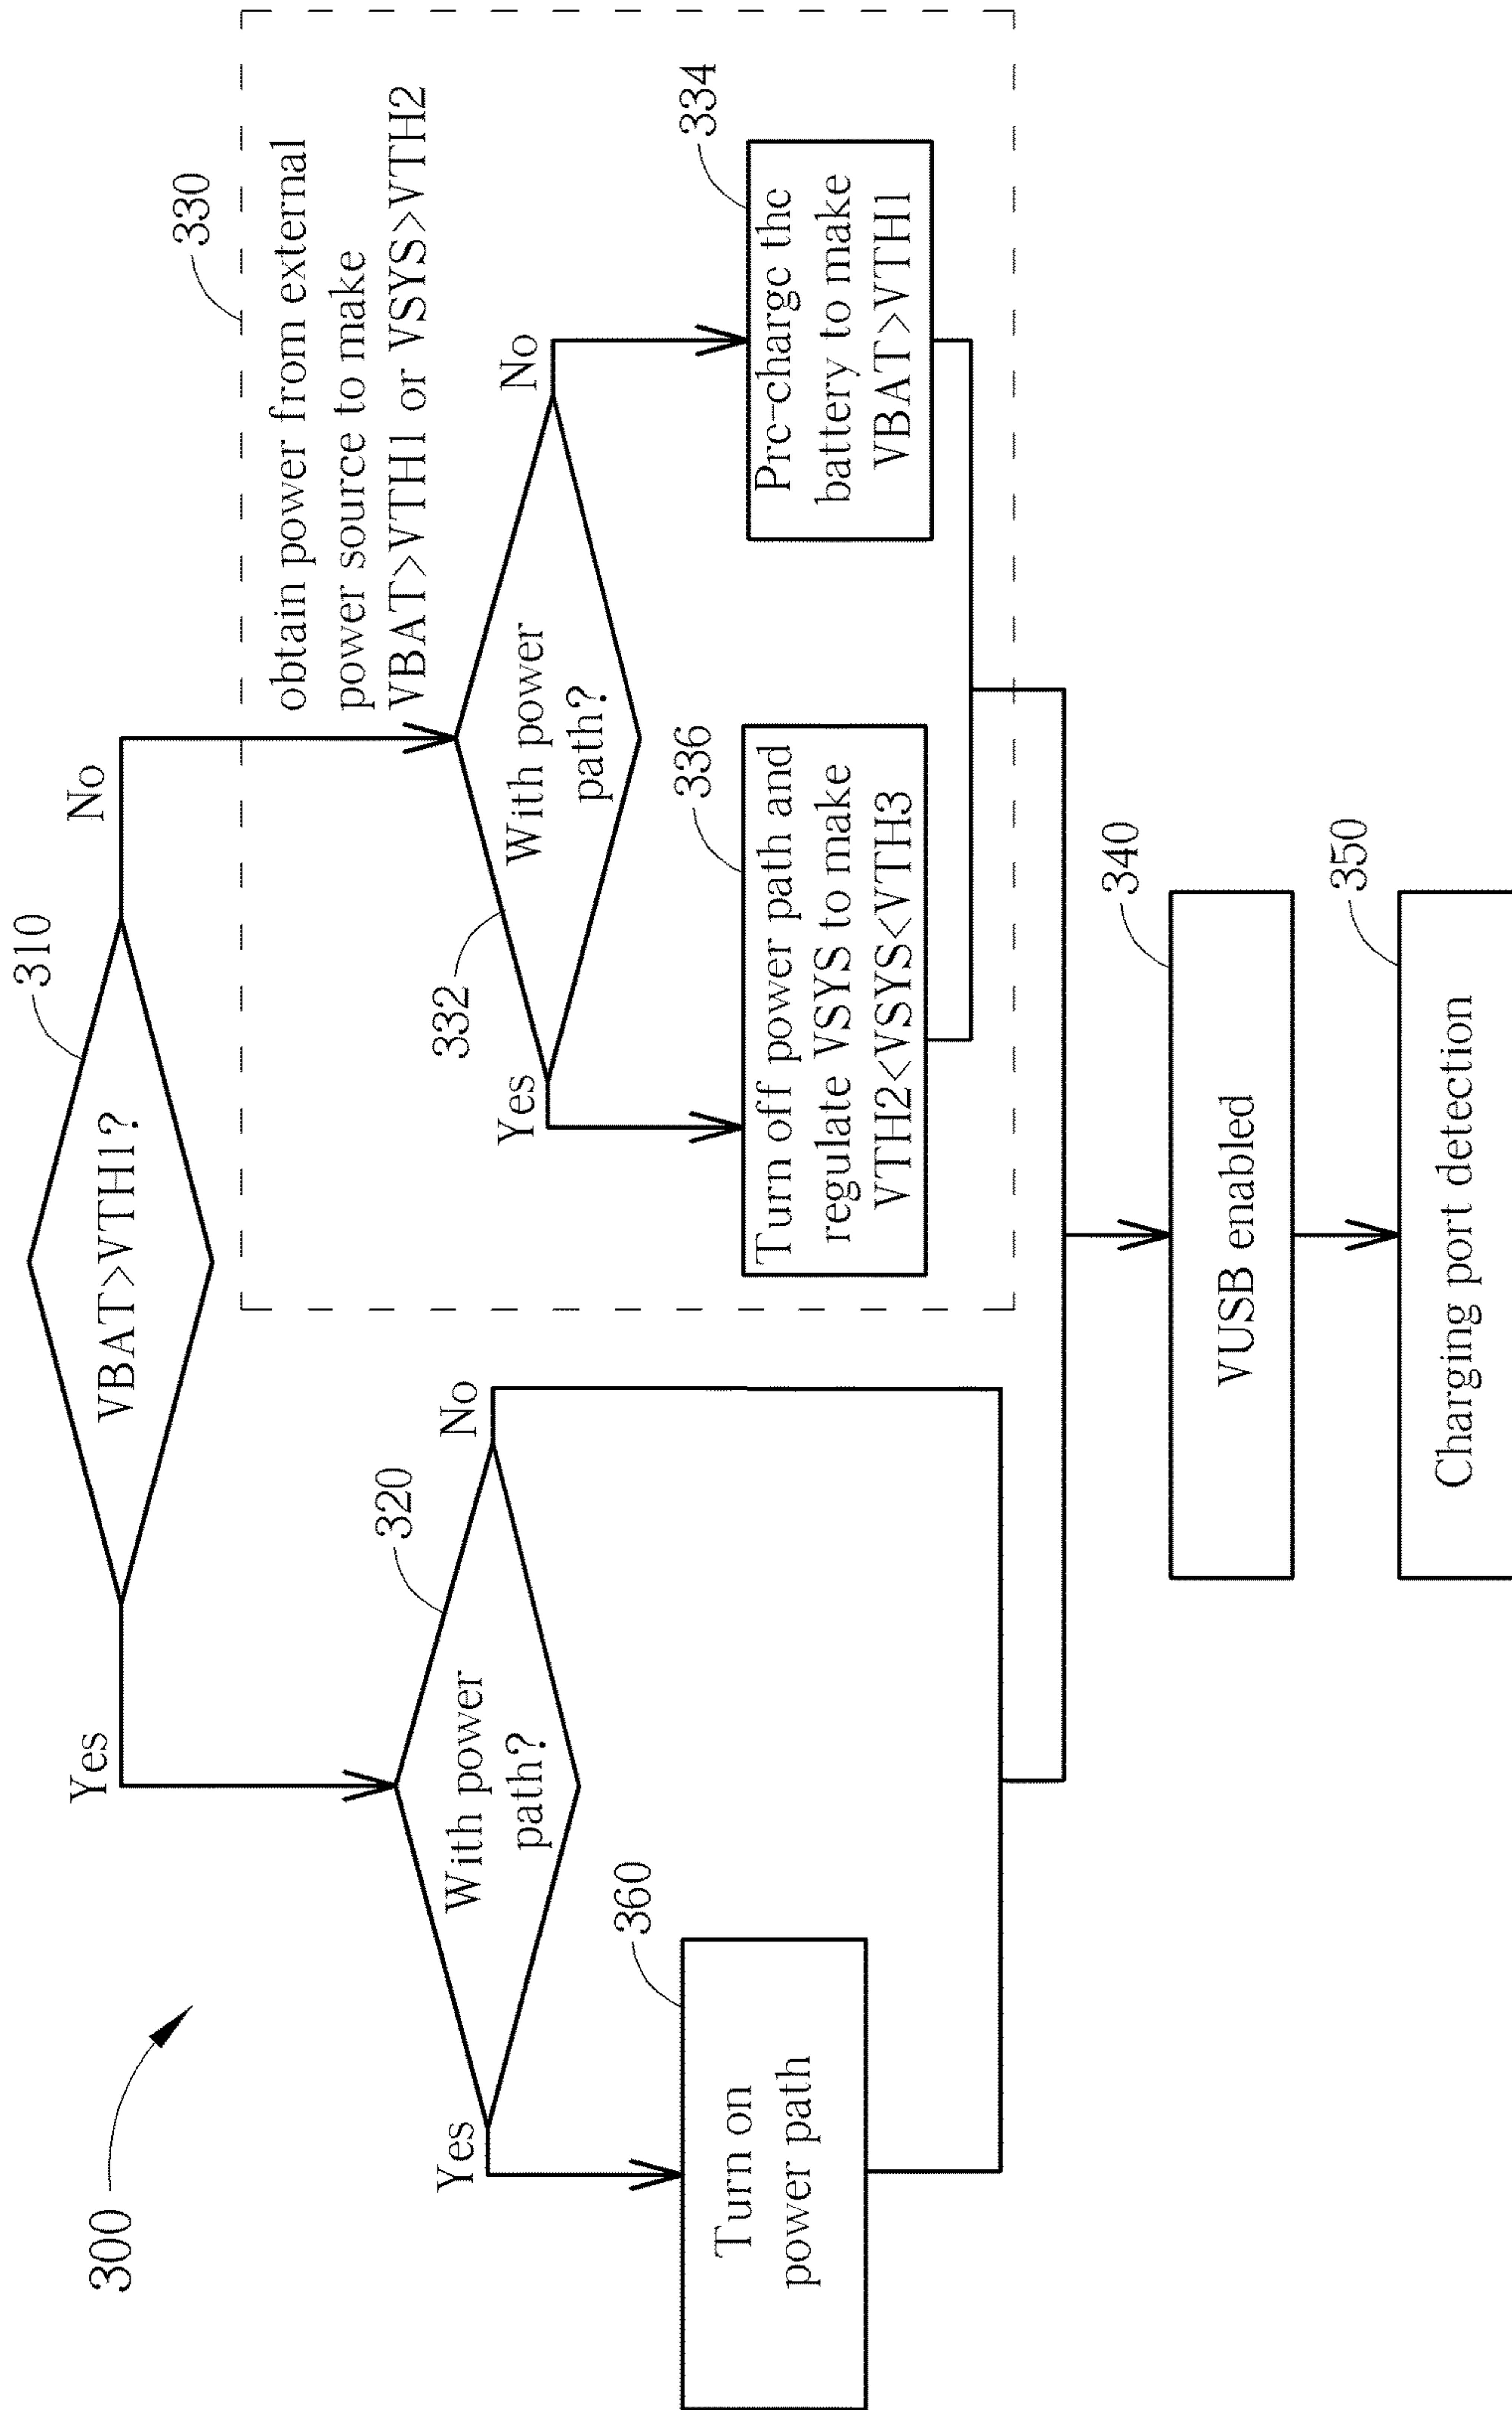 300
310
VBAT>VTH1?
Yes
No
330
obtain power from external
power source to make
VBAT>VTH1 or VSYS>VTH2
320
With power
path?
Yes
No
332
With power
path?
Yes
No
360
Turn on
power path
336
Turn off power path and
regulate VSYS to make
VTH2<VSYS<VTH3
334
Prc-chargc thc
battery to make
VBAT>VTH1
340
VUSB enabled
350
Charging port detection